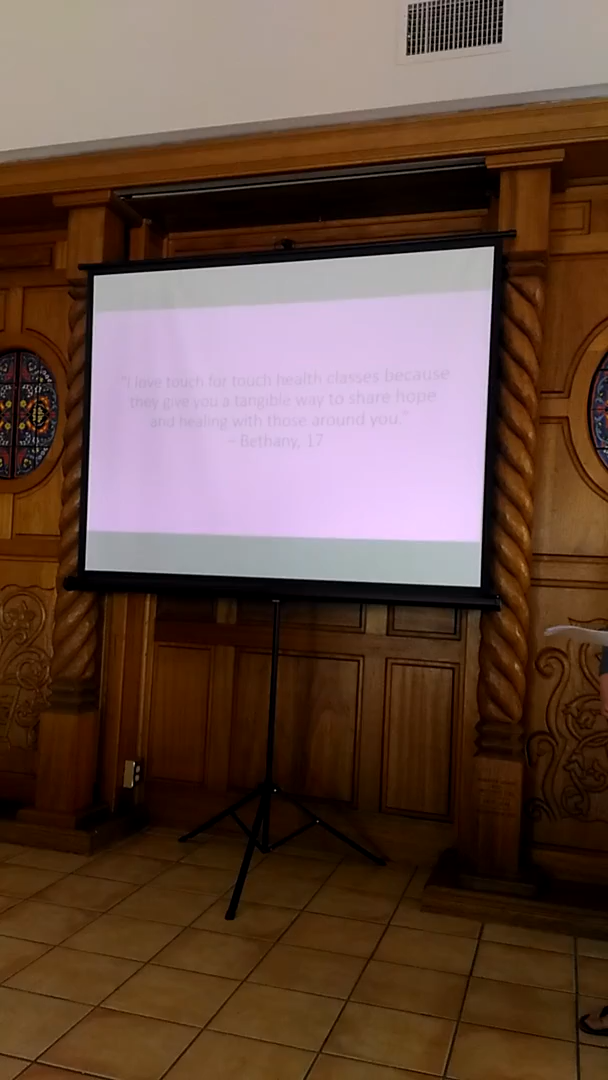 "I love touch for touch health classes because
they give you a tangible way to share hope
and healing with those around you."
– Bethany, 17